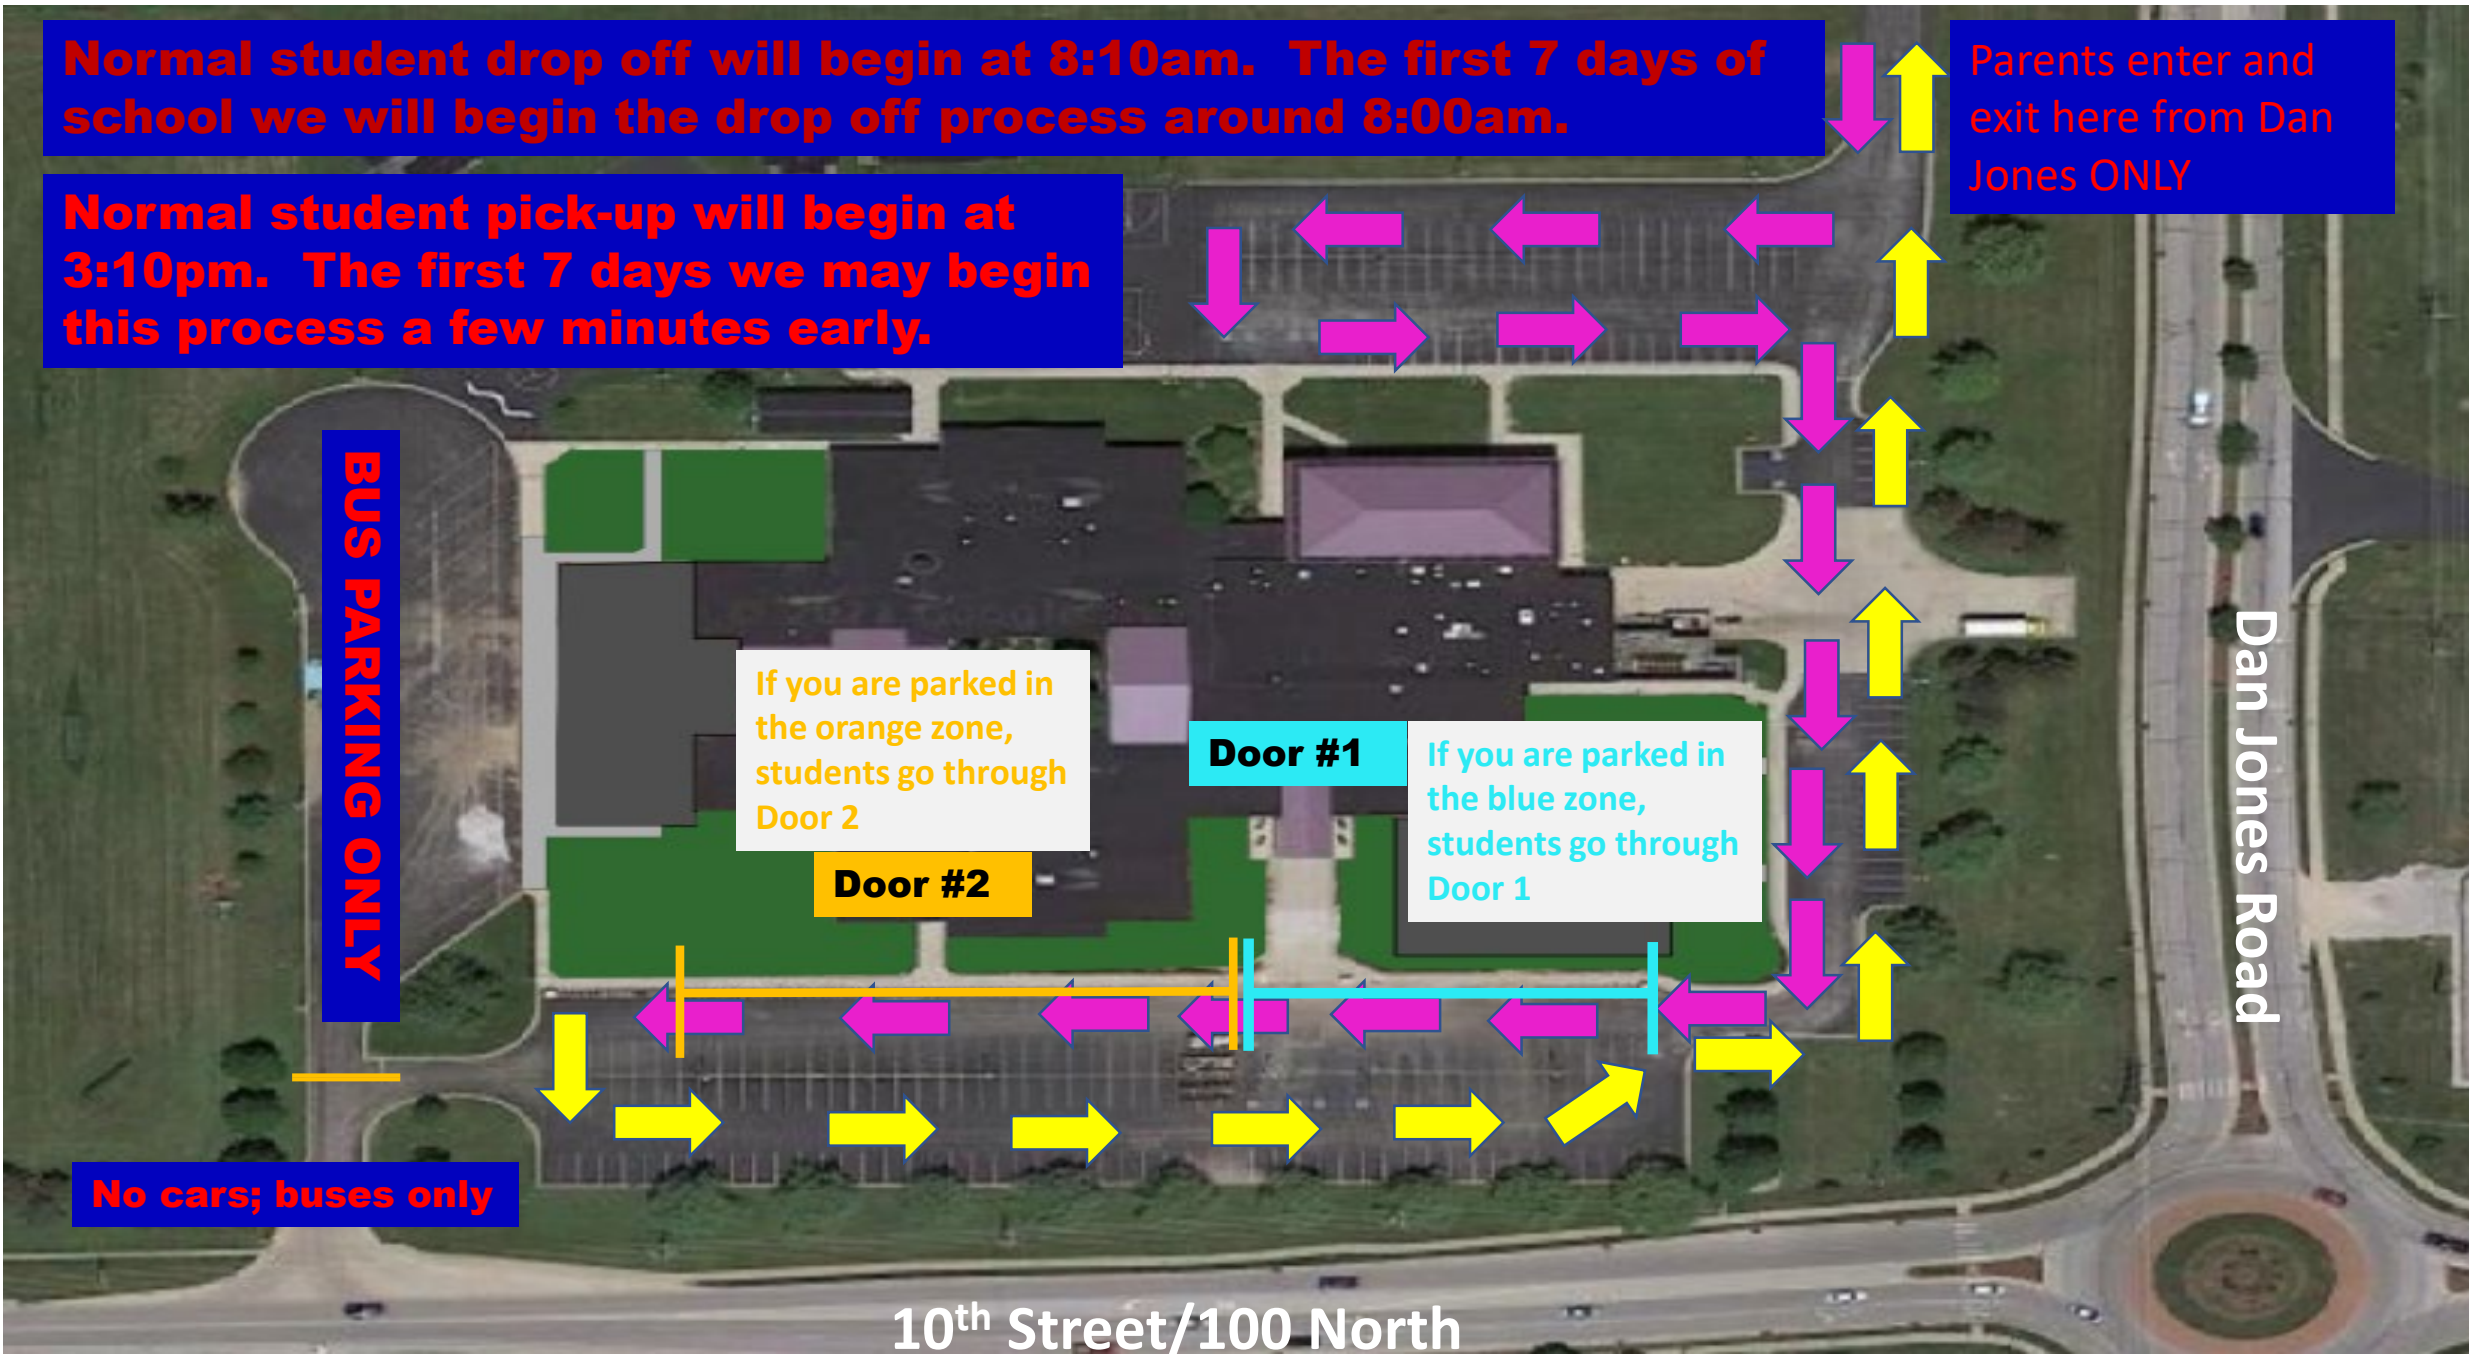 Normal student drop off will begin at 8:10am.  The first 7 days of
school we will begin the drop off process around 8:00am.
Parents enter and
exit here from Dan
Jones ONLY
Normal student pick-up will begin at
3:10pm.  The first 7 days we may begin
this process a few minutes early.
BUS PARKING ONLY
If you are parked in
the orange zone,
students go through
Door 2
Door #2
Door #1
If you are parked in
the blue zone,
students go through
Door 1
Dan Jones Road
No cars; buses only
10th Street/100 North